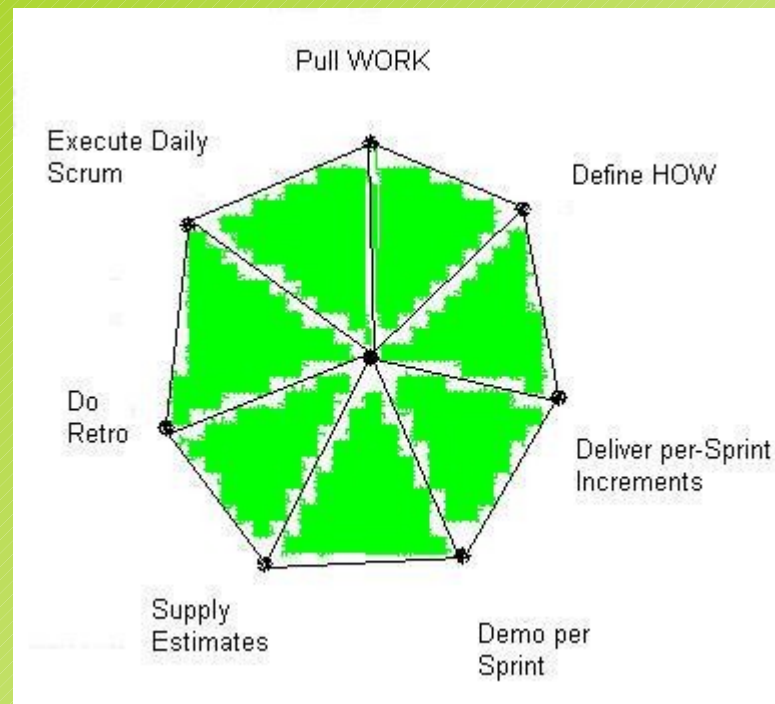 Pull WORK
Execute Daily
Scrum
Define HOW
Do
Retro
Deliver per-Sprint
Increments
Supply
Estimates
Demo per
Sprint